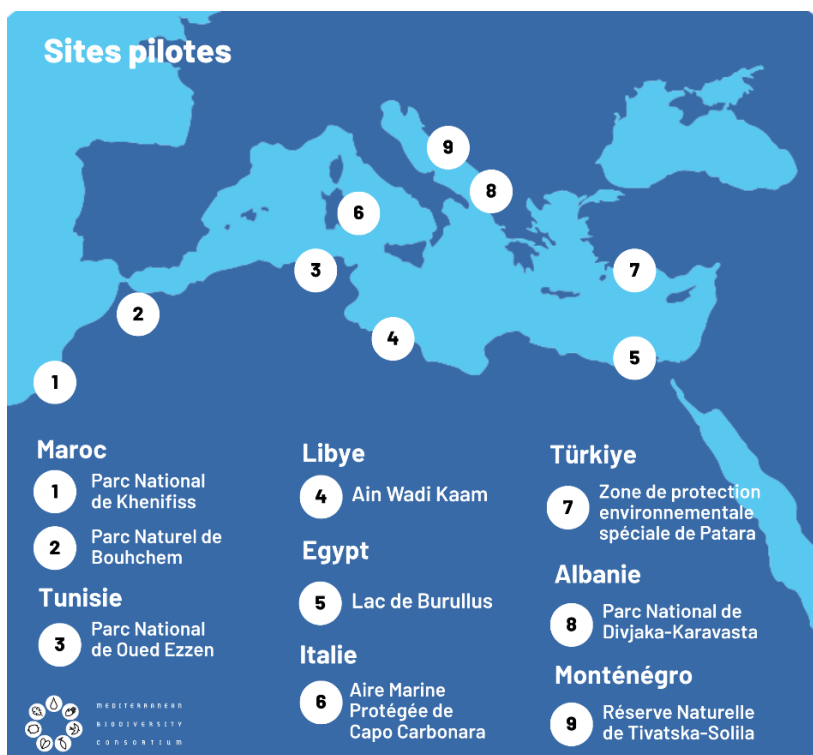 Sites pilotes
9
8
6
3
7
2
4
5
1
Maroc
1
Parc National
de Khenifiss
2
Parc Naturel de
Bouhchem
Tunisie
3
Parc National
de Oued Ezzen
Libye
4
Ain Wadi Kaam
Egypt
5
Lac de Burullus
Italie
6
Aire Marine
Protégée de
Capo Carbonara
Türkiye
7
Zone de protection
environnementale
spéciale de Patara
Albanie
8
Parc National de
Divjaka-Karavasta
Monténégro
9
Réserve Naturelle
de Tivatska-Solila
MEDITERRANEAN
BIODIVERSITY
CONSORTIUM